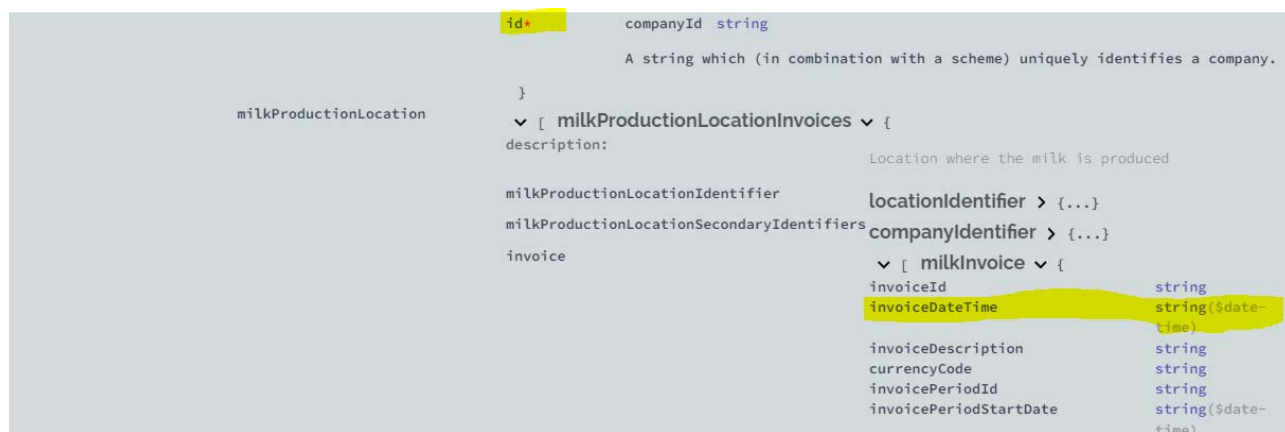 id* companyId string
A string which (in combination with a scheme) uniquely identifies a company.
}
milkProductionLocation
[ milkProductionLocationInvoices {
description:
Location where the milk is produced
milkProductionLocationIdentifier
locationIdentifier > {...}
milkProductionLocationSecondaryIdentifiers
companyIdentifier > {...}
invoice
[ milkInvoice {
invoiceId string
invoiceDateTime string($date-
time)
invoiceDescription string
currencyCode string
invoicePeriodId string
invoicePeriodStartDate string($date-
time)